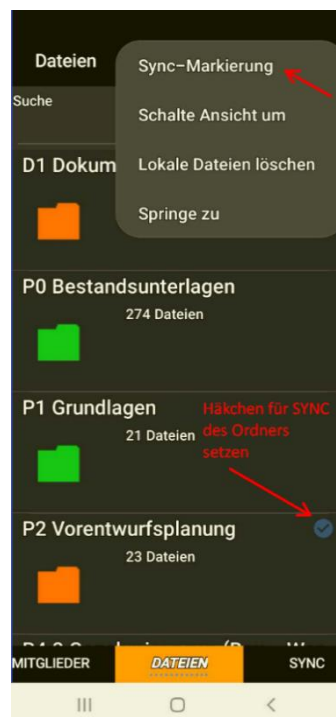 Dateien
Sync-Markierung
Suche
Schalte Ansicht um
D1 Dokum
Lokale Dateien löschen
Springe zu
P0 Bestandsunterlagen
274 Dateien
P1 Grundlagen
21 Dateien
Häkchen für SYNC
des Ordners
setzen
P2 Vorentwurfsplanung
23 Dateien
MITGLIEDER
DATEIEN
SYNC